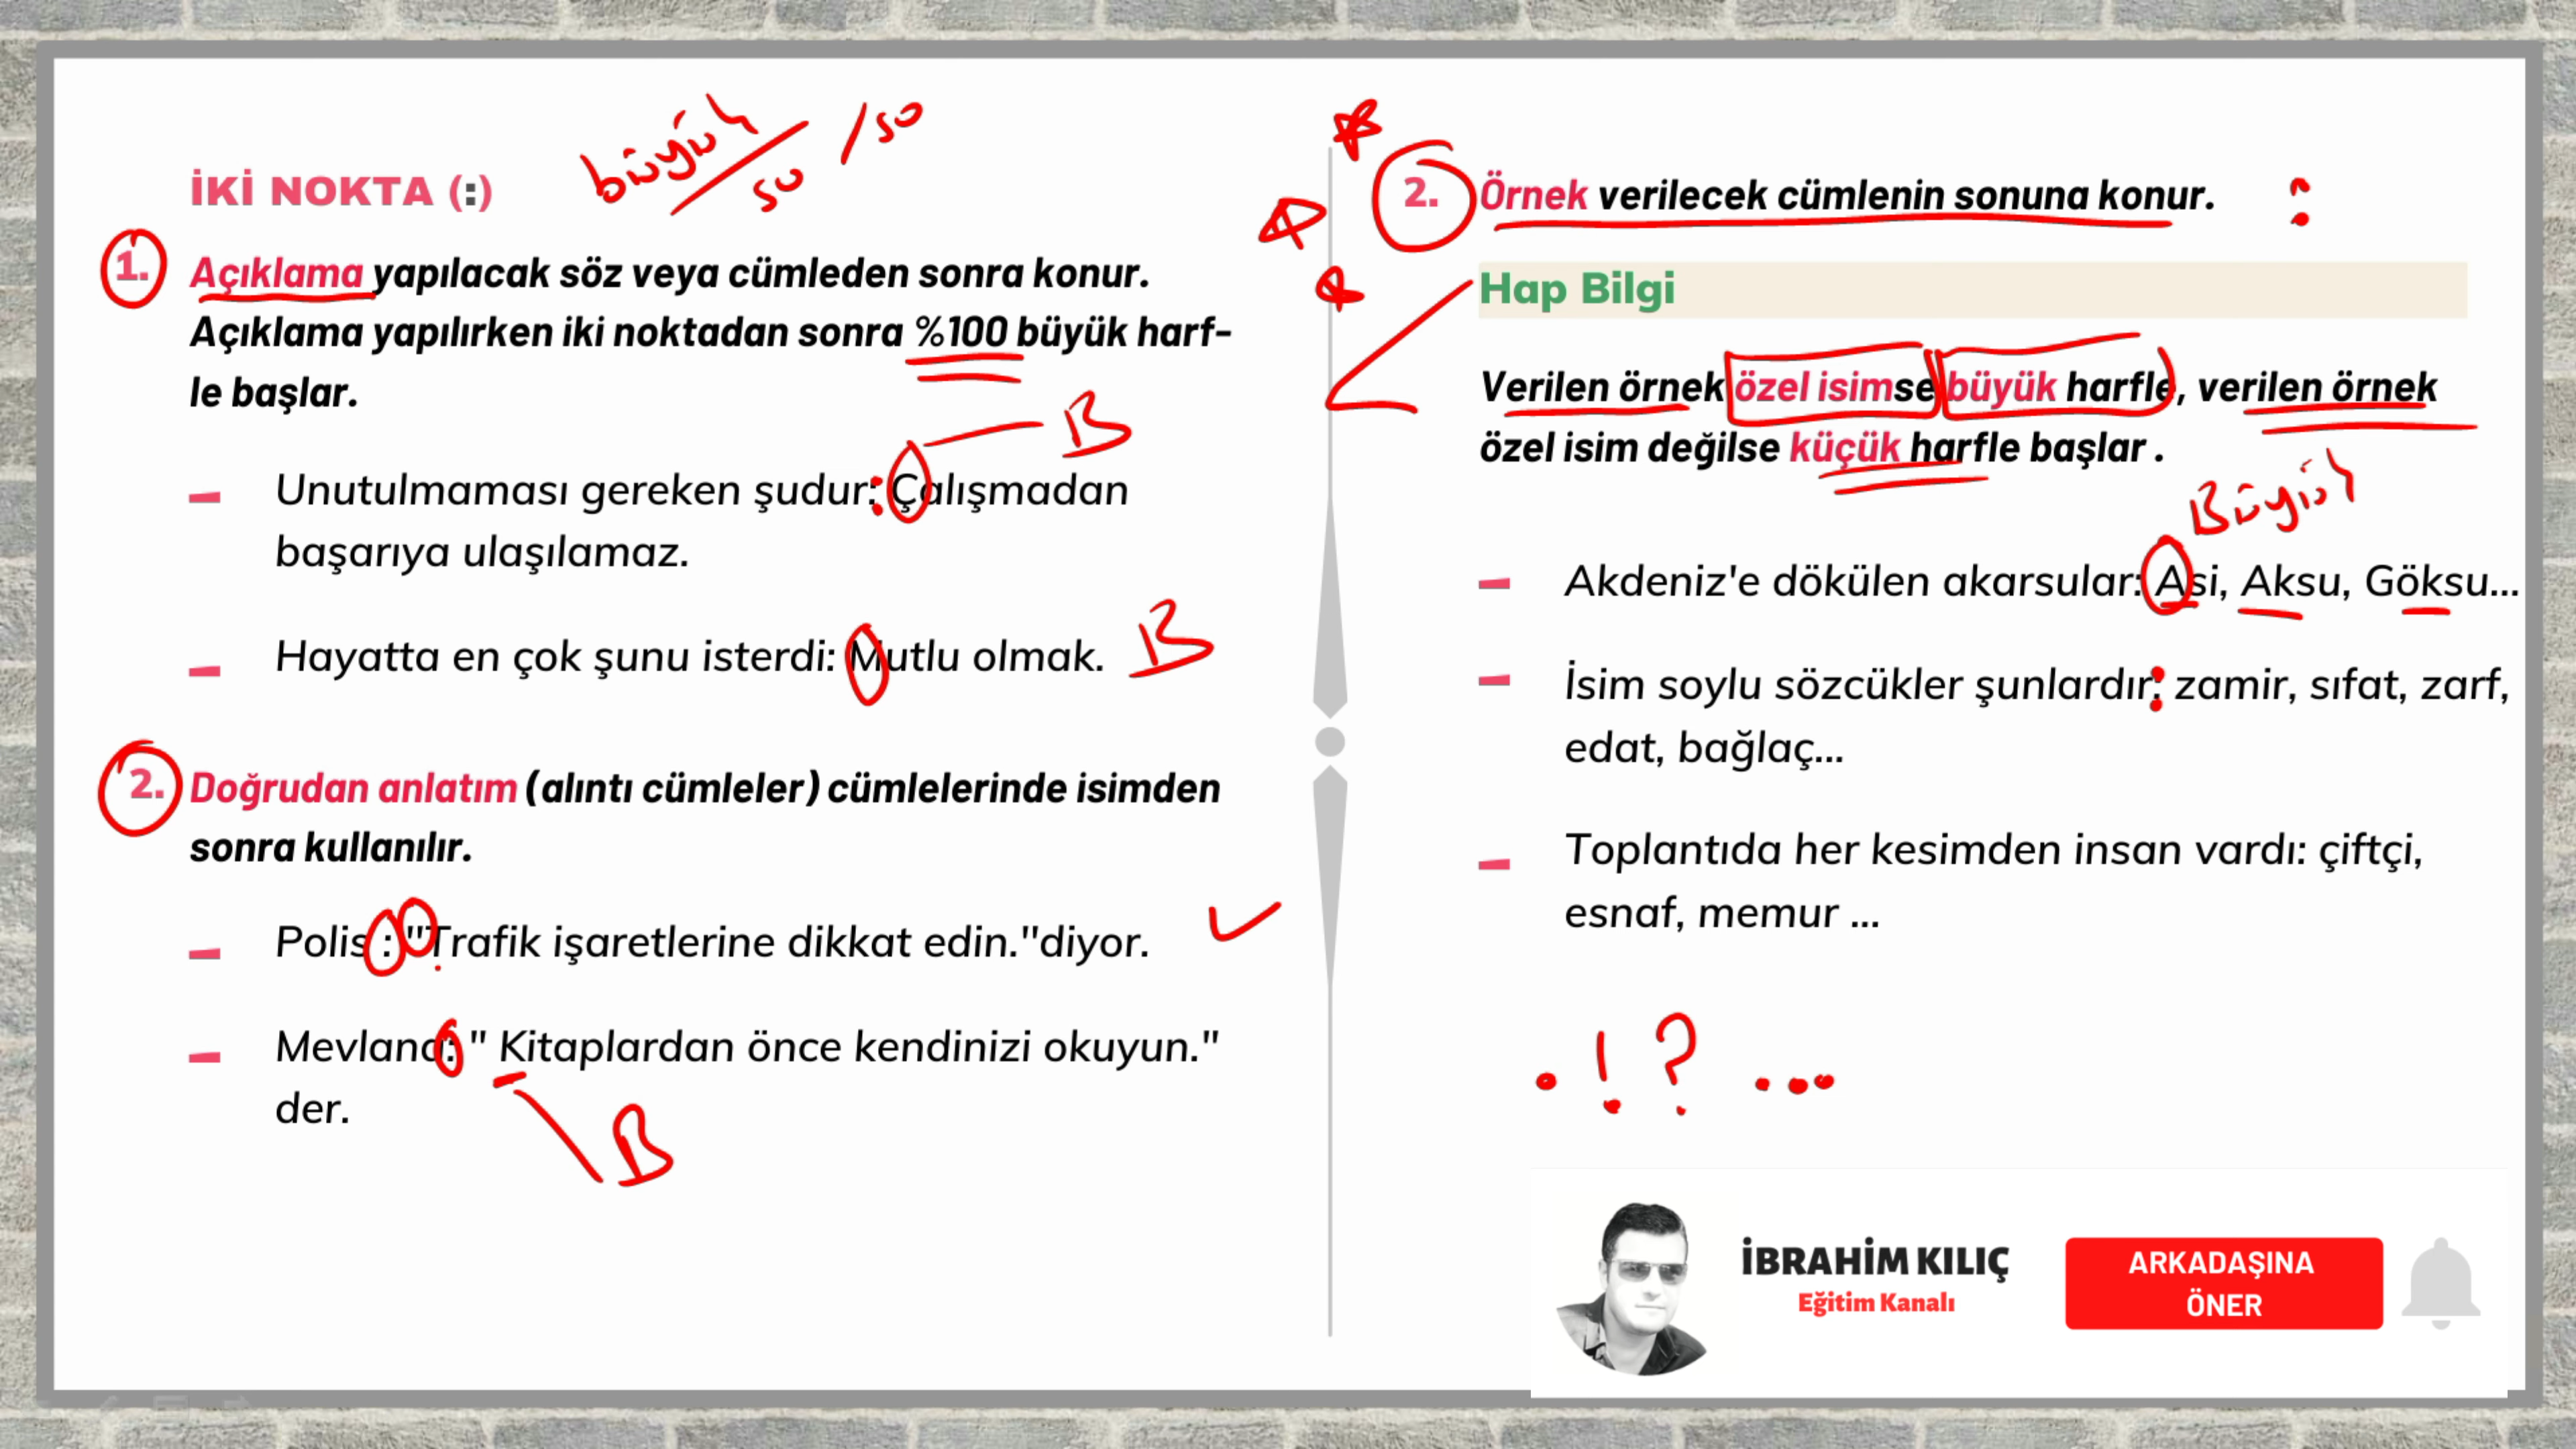 büyük
50 / 50
İKİ NOKTA (:)
1. Açıklama yapılacak söz veya cümleden sonra konur.
Açıklama yapılırken iki noktadan sonra %100 büyük harf-
le başlar.
B
- Unutulmaması gereken şudur: Çalışmadan
başarıya ulaşılamaz.
- Hayatta en çok şunu isterdi: Mutlu olmak. B
2. Doğrudan anlatım (alıntı cümleler) cümlelerinde isimden
sonra kullanılır.
- Polis : "Trafik işaretlerine dikkat edin."diyor.
- Mevlana: " Kitaplardan önce kendinizi okuyun."
der.
B
2. Örnek verilecek cümlenin sonuna konur. :
Hap Bilgi
Verilen örnek özel isimse büyük harfle, verilen örnek
özel isim değilse küçük harfle başlar .
Büyük
- Akdeniz'e dökülen akarsular: Asi, Aksu, Göksu...
- İsim soylu sözcükler şunlardır: zamir, sıfat, zarf,
edat, bağlaç...
- Toplantıda her kesimden insan vardı: çiftçi,
esnaf, memur ...
. ! ? ...
İBRAHİM KILIÇ
Eğitim Kanalı
ARKADAŞINA
ÖNER